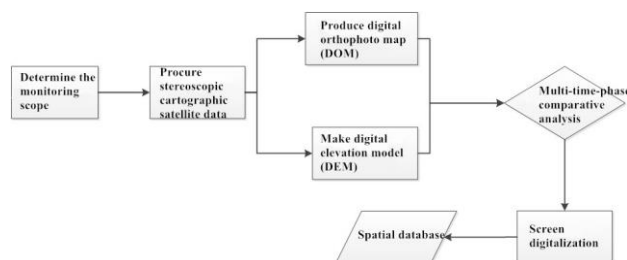 Determine the
monitoring
scope
Procure
stereoscopic
cartographic
satellite data
Produce digital
orthophoto map
(DOM)
Make digital
elevation model
(DEM)
Multi-time-phase
comparative
analysis
Screen
digitalization
Spatial database